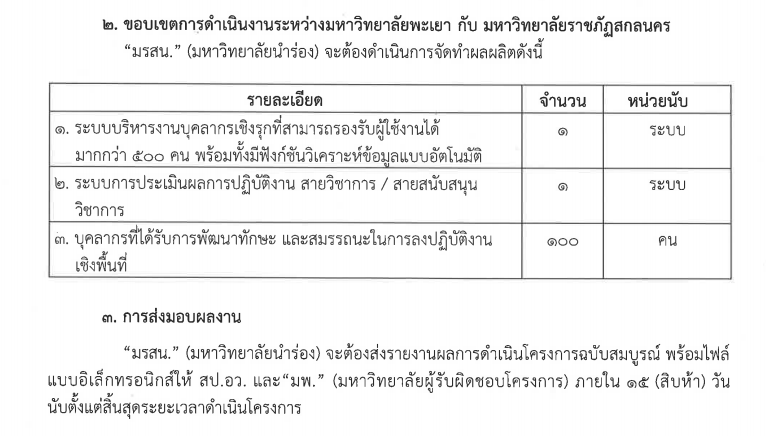 ๒. ขอบเขตการดำเนินงานระหว่างมหาวิทยาลัยพะเยา กับ มหาวิทยาลัยราชภัฏสกลนคร
"มรสน." (มหาวิทยาลัยนำร่อง) จะต้องดำเนินการจัดทำผลผลิตดังนี้
รายละเอียด จำนวน หน่วยนับ
๑. ระบบบริหารงานบุคลากรเชิงรุกที่สามารถรองรับผู้ใช้งานได้ ๑ ระบบ
มากกว่า ๕๐๐ คน พร้อมทั้งมีฟังก์ชันวิเคราะห์ข้อมูลแบบอัตโนมัติ
๒. ระบบการประเมินผลการปฏิบัติงาน สายวิชาการ / สายสนับสนุน ๑ ระบบ
วิชาการ
๓. บุคลากรที่ได้รับการพัฒนาทักษะ และสมรรถนะในการลงปฏิบัติงาน ๑๐๐ คน
เชิงพื้นที่
๓. การส่งมอบผลงาน
"มรสน." (มหาวิทยาลัยนำร่อง) จะต้องส่งรายงานผลการดำเนินโครงการฉบับสมบูรณ์ พร้อมไฟล์
แบบอิเล็กทรอนิกส์ให้ สป.อว. และ"มพ." (มหาวิทยาลัยผู้รับผิดชอบโครงการ) ภายใน ๑๕ (สิบห้า) วัน
นับตั้งแต่สิ้นสุดระยะเวลาดำเนินโครงการ